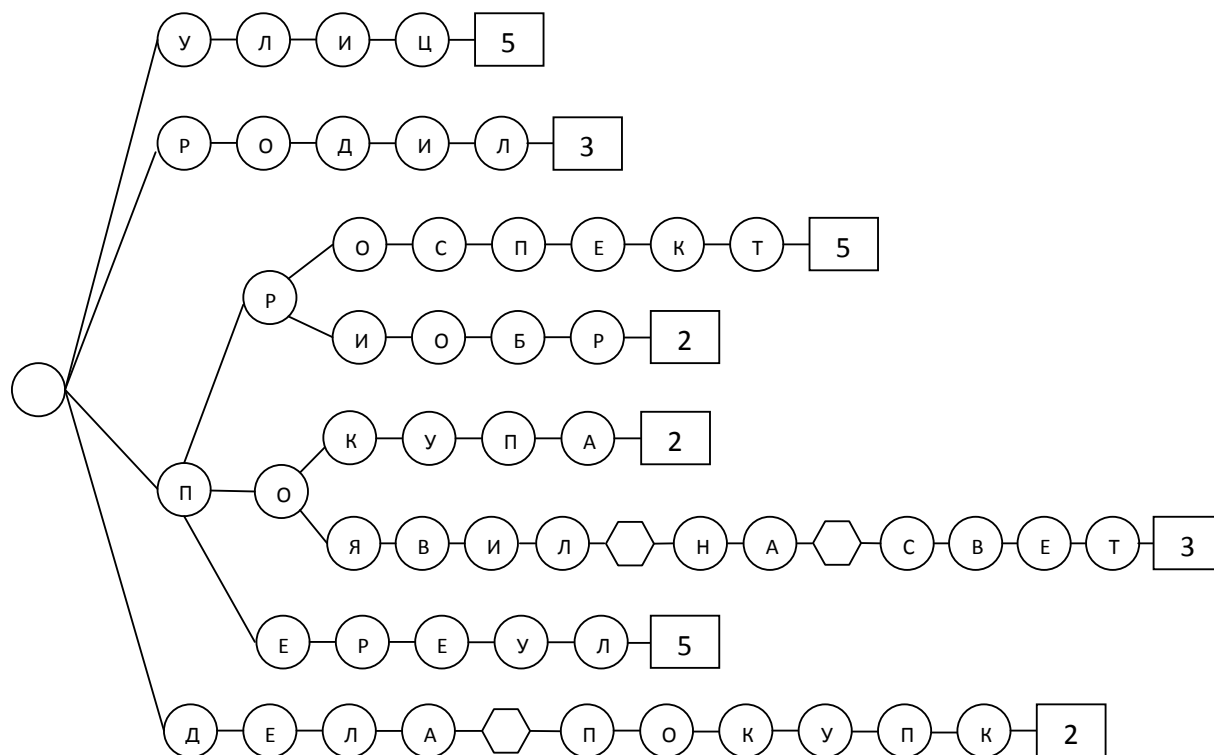 У Л И Ц 5
Р О Д И Л 3
О С П Е К Т 5
Р
И О Б Р 2
К У П А 2
П О
Я В И Л Н А С В Е Т 3
Е Р Е У Л 5
Д Е Л А П О К У П К 2